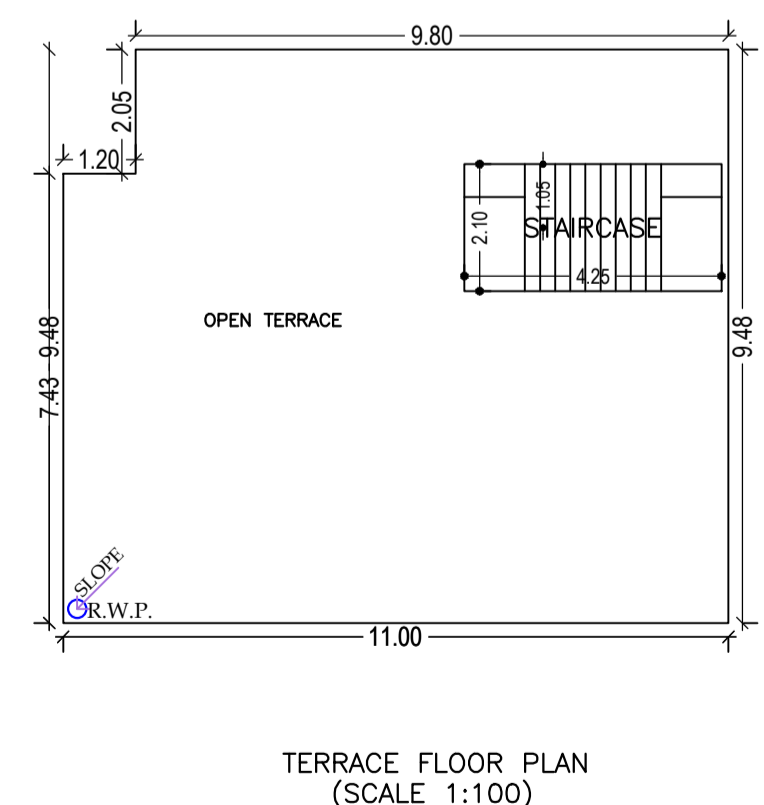 9.80
2.05
1.20
1.05
2.10
STAIRCASE
4.25
OPEN TERRACE
9.48
7.43
9.48
SLOPE
R.W.P.
11.00
TERRACE FLOOR PLAN
(SCALE 1:100)